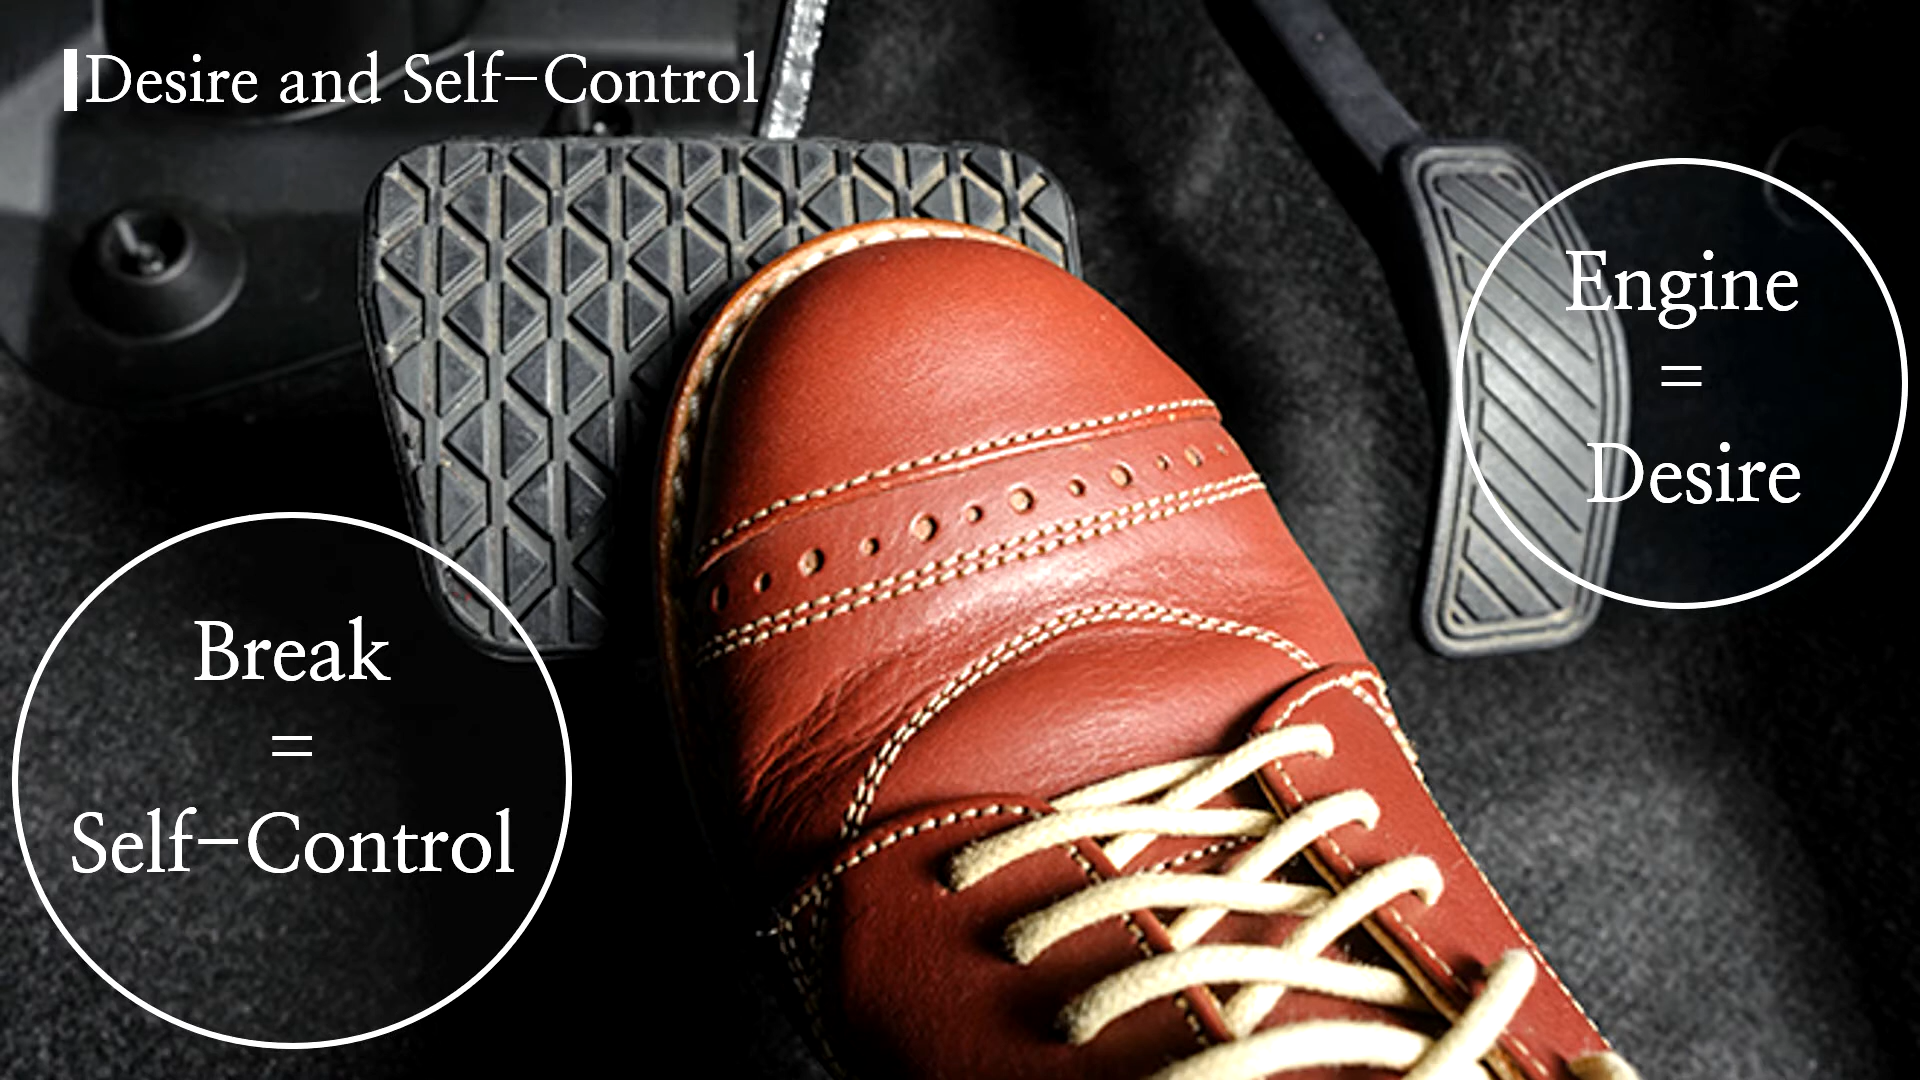 Desire and Self-Control
Engine
=
Desire
Break
=
Self-Control